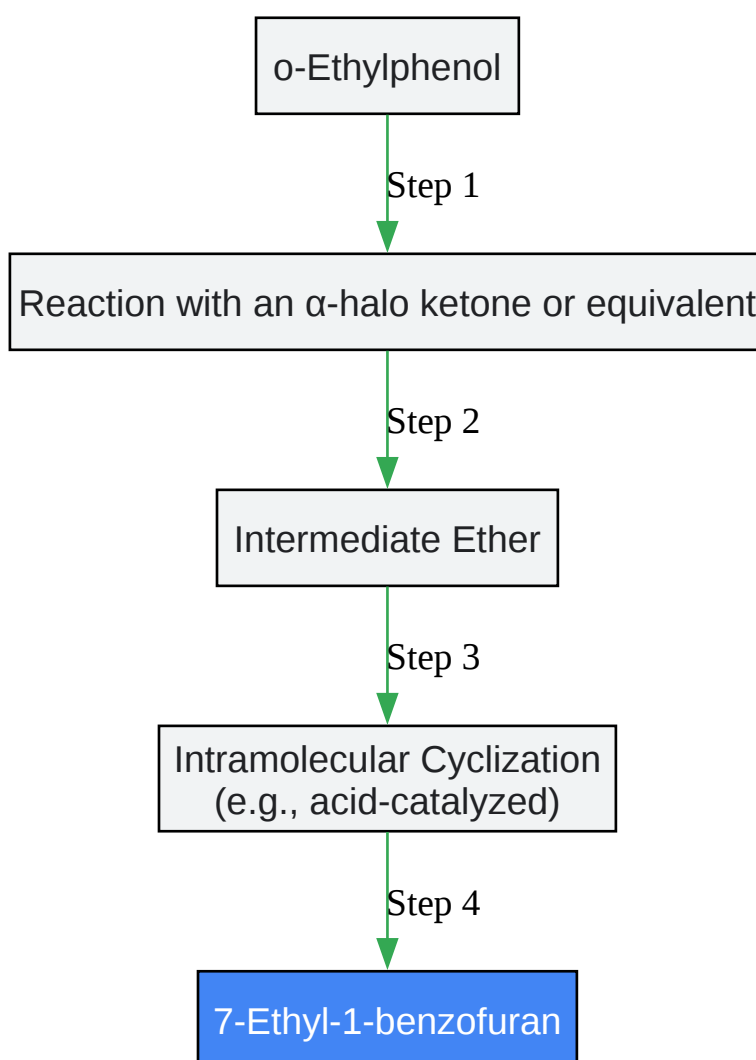 o-Ethylphenol
Step 1
Reaction with an α-halo ketone or equivalent
Step 2
Intermediate Ether
Step 3
Intramolecular Cyclization
(e.g., acid-catalyzed)
Step 4
7-Ethyl-1-benzofuran